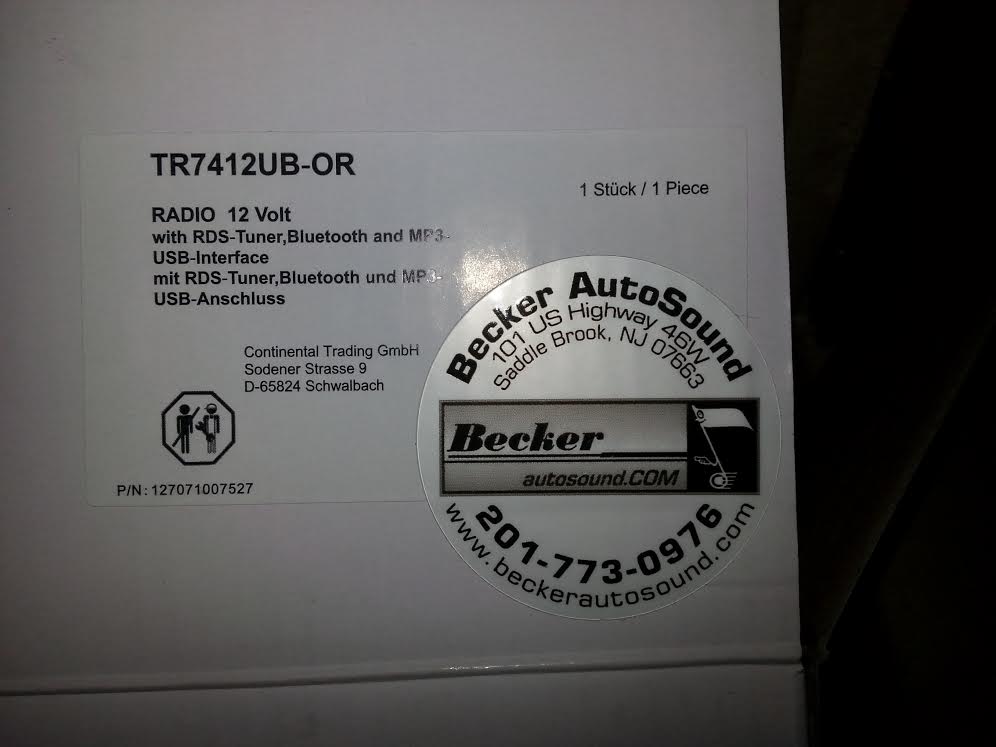 TR7412UB-OR
1 Stück / 1 Piece
RADIO 12 Volt
with RDS-Tuner,Bluetooth and MP3-
USB-Interface
mit RDS-Tuner,Bluetooth und MP3-
USB-Anschluss
Continental Trading GmbH
Sodener Strasse 9
D-65824 Schwalbach
P/N: 127071007527
Becker AutoSound
101 US Highway 46W
Saddle Brook, NJ 07663
Becker
autosound.COM
201-773-0976
www.beckerautosound.com